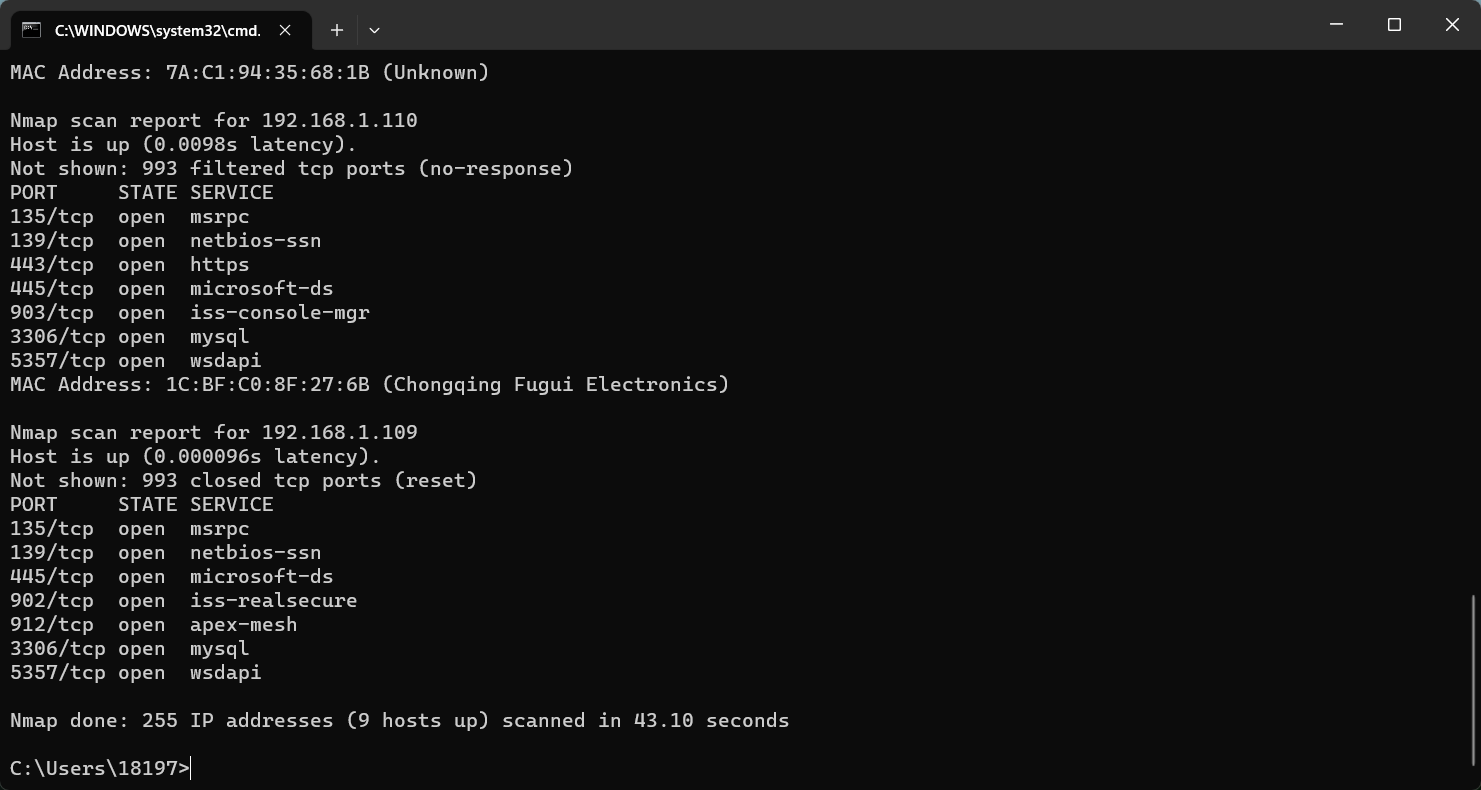 C:\WINDOWS\system32\cmd.
MAC Address: 7A:C1:94:35:68:1B (Unknown)
Nmap scan report for 192.168.1.110
Host is up (0.0098s latency).
Not shown: 993 filtered tcp ports (no-response)
PORT     STATE SERVICE
135/tcp  open  msrpc
139/tcp  open  netbios-ssn
443/tcp  open  https
445/tcp  open  microsoft-ds
903/tcp  open  iss-console-mgr
3306/tcp open  mysql
5357/tcp open  wsdapi
MAC Address: 1C:BF:C0:8F:27:6B (Chongqing Fugui Electronics)
Nmap scan report for 192.168.1.109
Host is up (0.000096s latency).
Not shown: 993 closed tcp ports (reset)
PORT     STATE SERVICE
135/tcp  open  msrpc
139/tcp  open  netbios-ssn
445/tcp  open  microsoft-ds
902/tcp  open  iss-realsecure
912/tcp  open  apex-mesh
3306/tcp open  mysql
5357/tcp open  wsdapi
Nmap done: 255 IP addresses (9 hosts up) scanned in 43.10 seconds
C:\Users\18197>